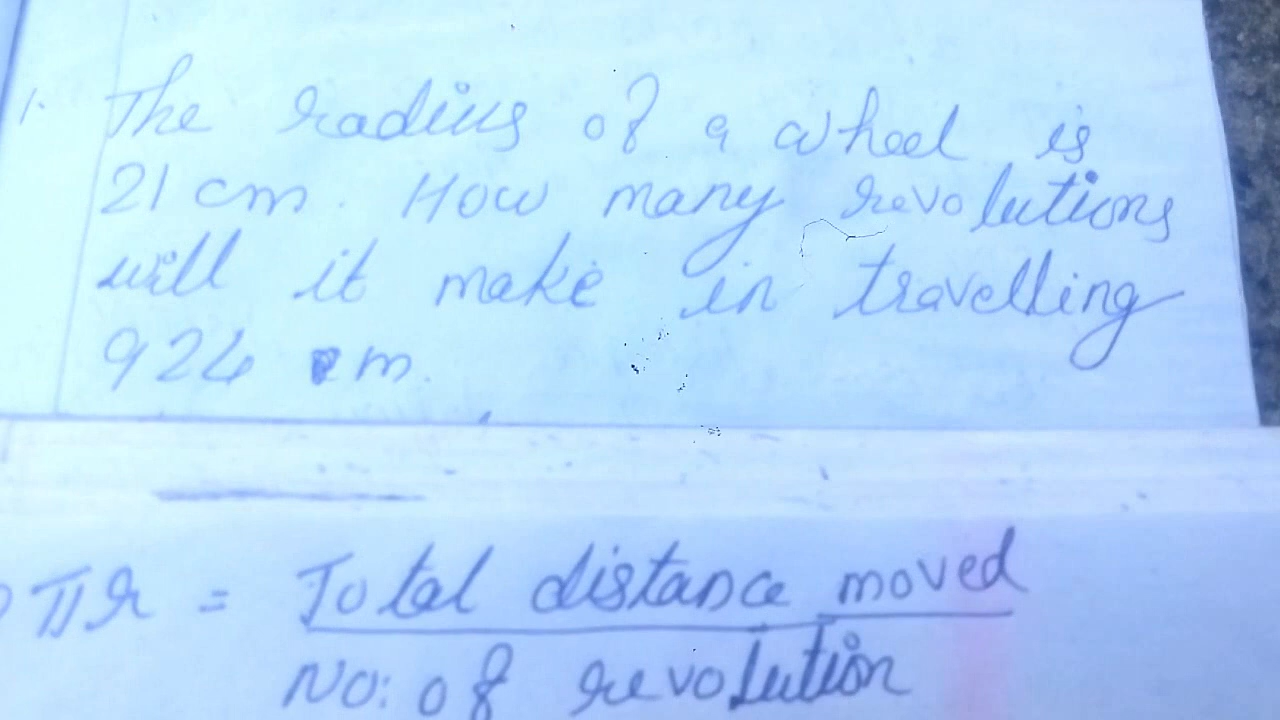 1. The radius of a wheel is
21 cm. How many revolutions
will it make in travelling
924 cm.
πr = Total distance moved
No: of revolution